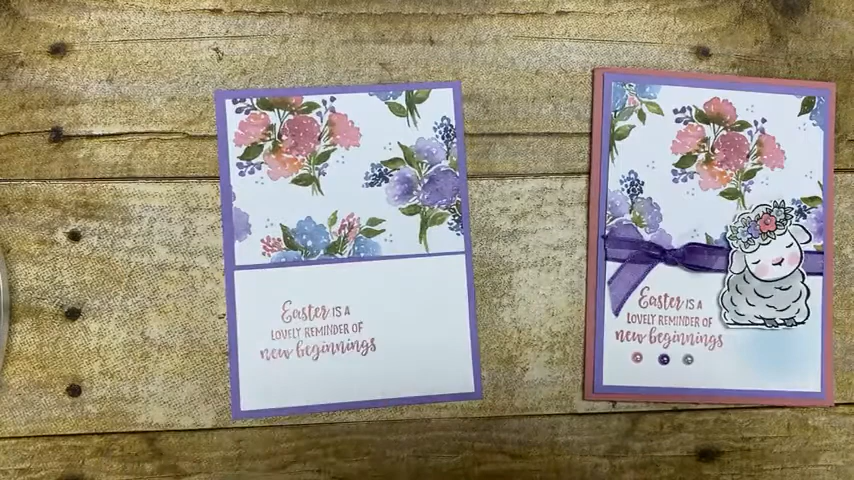 Easter IS A
LOVELY REMINDER OF
new beginnings
Easter IS A
LOVELY REMINDER OF
new beginnings